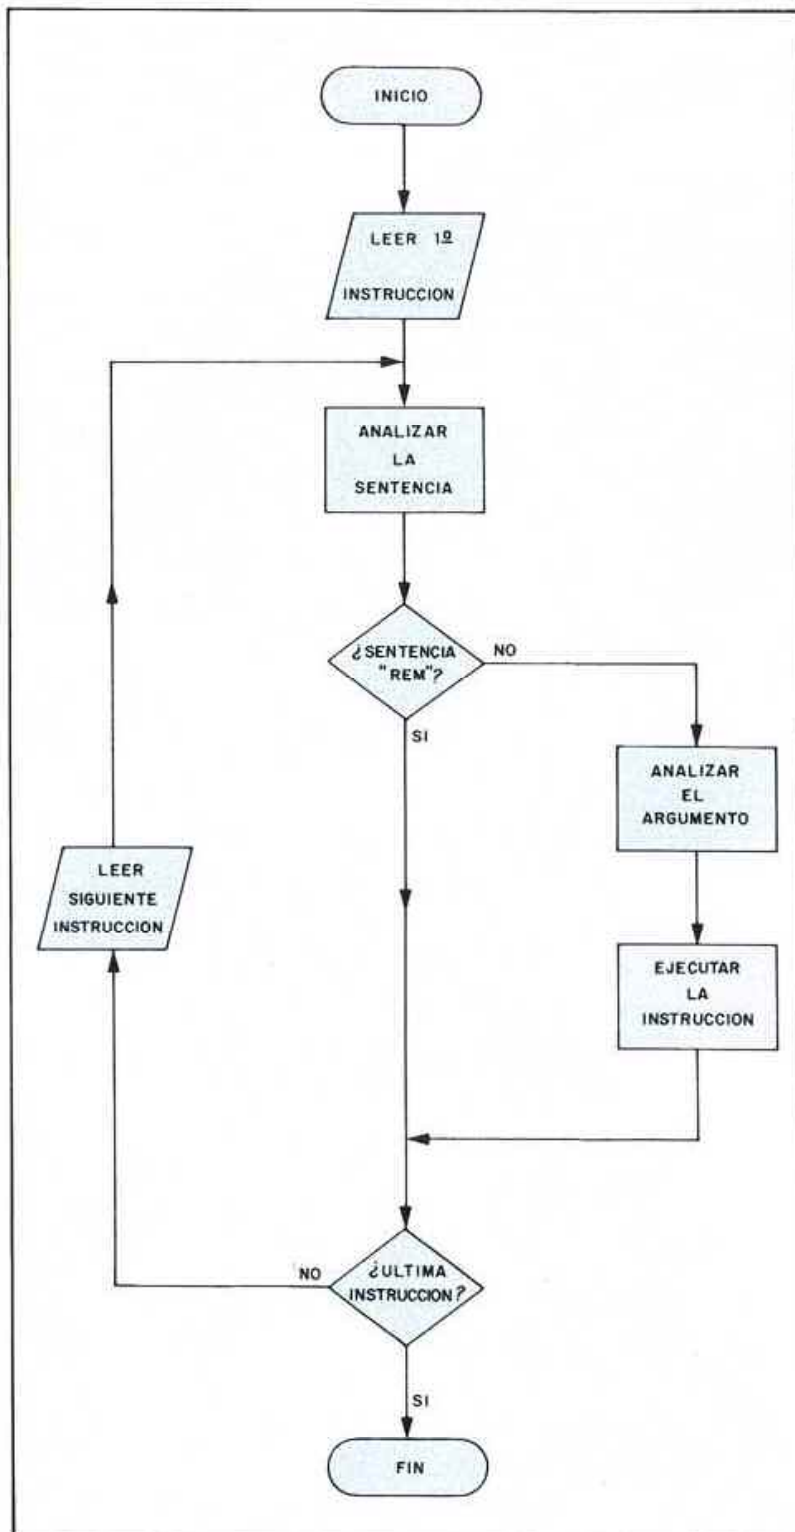 INICIO
LEER 1º
INSTRUCCION
ANALIZAR
LA
SENTENCIA
¿SENTENCIA
"REM"?
NO
SI
ANALIZAR
EL
ARGUMENTO
LEER
SIGUIENTE
INSTRUCCION
EJECUTAR
LA
INSTRUCCION
¿ULTIMA
INSTRUCCION?
NO
SI
FIN